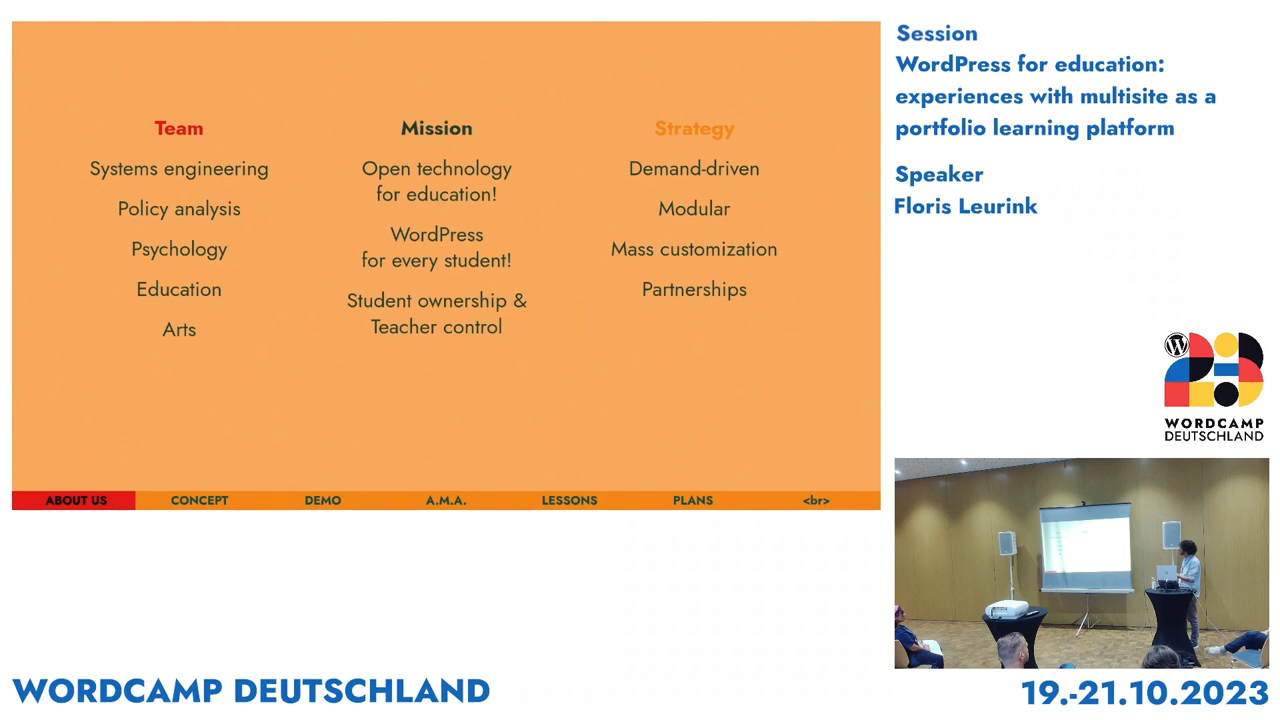 Team
Systems engineering
Policy analysis
Psychology
Education
Arts
Mission
Open technology
for education!
WordPress
for every student!
Student ownership &
Teacher control
Strategy
Demand-driven
Modular
Mass customization
Partnerships
ABOUT US
CONCEPT
DEMO
A.M.A.
LESSONS
PLANS
<br>
Session
WordPress for education:
experiences with multisite as a
portfolio learning platform
Speaker
Floris Leurink
WORDCAMP
DEUTSCHLAND
WORDCAMP DEUTSCHLAND
19.-21.10.2023